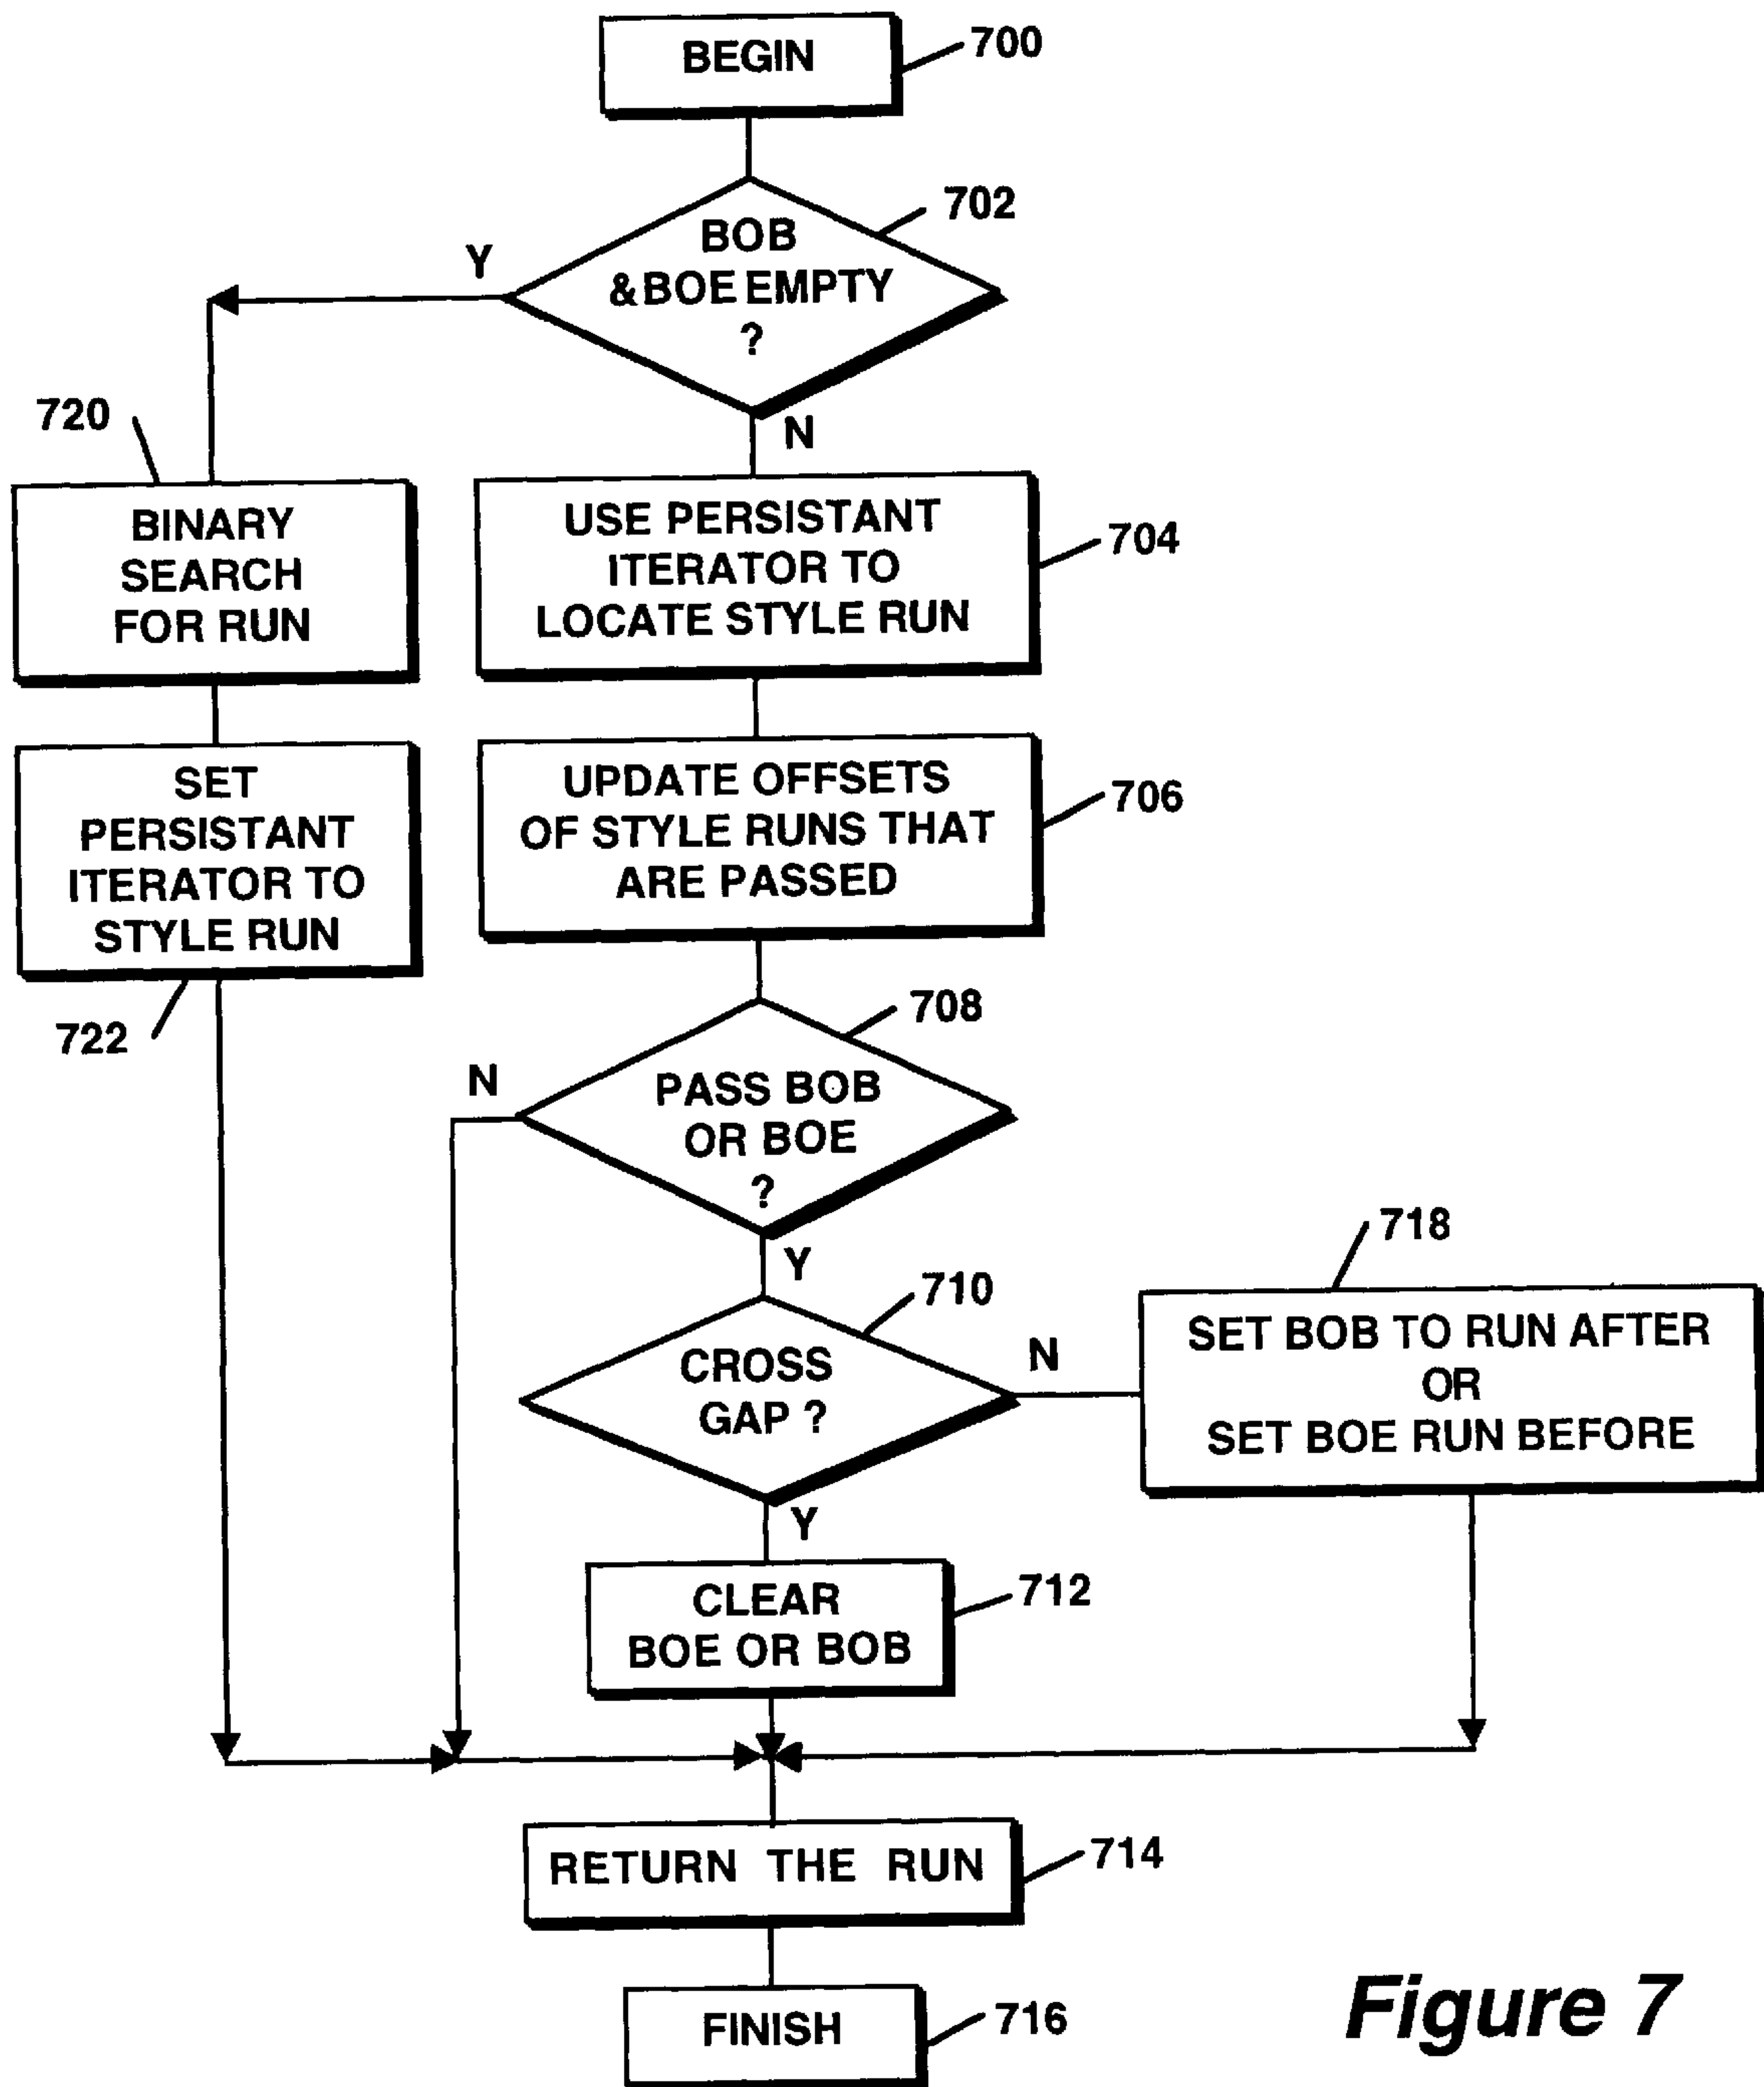 BEGIN
700
BOB
&BOE EMPTY
?
702
Y
N
720
BINARY
SEARCH
FOR RUN
USE PERSISTANT
ITERATOR TO
LOCATE STYLE RUN
704
SET
PERSISTANT
ITERATOR TO
STYLE RUN
722
UPDATE OFFSETS
OF STYLE RUNS THAT
ARE PASSED
706
708
N
PASS BOB
OR BOE
?
Y
710
CROSS
GAP ?
N
718
SET BOB TO RUN AFTER
OR
SET BOE RUN BEFORE
Y
CLEAR
BOE OR BOB
712
RETURN THE RUN
714
FINISH
716
Figure 7